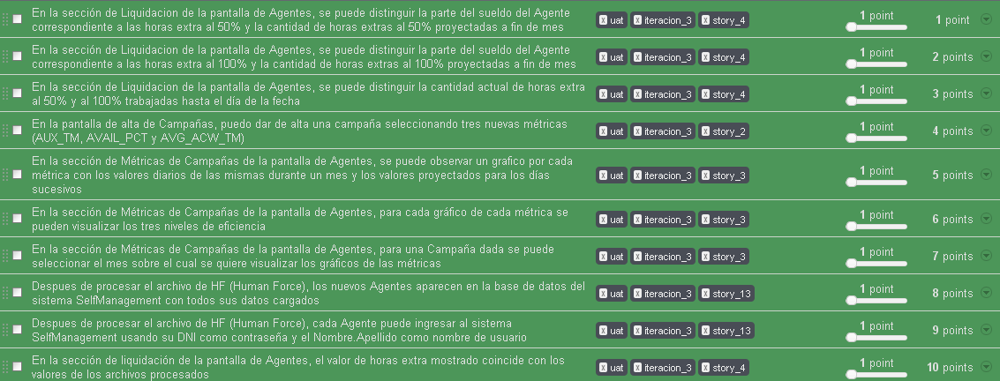 En la sección de Liquidacion de la pantalla de Agentes, se puede distinguir la parte del sueldo del Agente
correspondiente a las horas extra al 50% y la cantidad de horas extras al 50% proyectadas a fin de mes
x uat x iteracion_3 x story_4
1 point
1 point
En la sección de Liquidacion de la pantalla de Agentes, se puede distinguir la parte del sueldo del Agente
correspondiente a las horas extra al 100% y la cantidad de horas extras al 100% proyectadas a fin de mes
x uat x iteracion_3 x story_4
1 point
2 points
En la sección de Liquidacion de la pantalla de Agentes, se puede distinguir la cantidad actual de horas extra
al 50% y al 100% trabajadas hasta el día de la fecha
x uat x iteracion_3 x story_4
1 point
3 points
En la pantalla de alta de Campañas, puedo dar de alta una campaña seleccionando tres nuevas métricas
(AUX_TM, AVAIL_PCT y AVG_ACW_TM)
x uat x iteracion_3 x story_2
1 point
4 points
En la sección de Métricas de Campañas de la pantalla de Agentes, se puede observar un grafico por cada
métrica con los valores diarios de las mismas durante un mes y los valores proyectados para los días
sucesivos
x uat x iteracion_3 x story_3
1 point
5 points
En la sección de Métricas de Campañas de la pantalla de Agentes, para cada gráfico de cada métrica se
pueden visualizar los tres niveles de eficiencia
x uat x iteracion_3 x story_3
1 point
6 points
En la sección de Métricas de Campañas de la pantalla de Agentes, para una Campaña dada se puede
seleccionar el mes sobre el cual se quiere visualizar los gráficos de las métricas
x uat x iteracion_3 x story_3
1 point
7 points
Despues de procesar el archivo de HF (Human Force), los nuevos Agentes aparecen en la base de datos del
sistema SelfManagement con todos sus datos cargados
x uat x iteracion_3 x story_13
1 point
8 points
Despues de procesar el archivo de HF (Human Force), cada Agente puede ingresar al sistema
SelfManagement usando su DNI como contraseña y el Nombre.Apellido como nombre de usuario
x uat x iteracion_3 x story_13
1 point
9 points
En la sección de liquidación de la pantalla de Agentes, el valor de horas extra mostrado coincide con los
valores de los archivos procesados
x uat x iteracion_3 x story_4
1 point
10 points